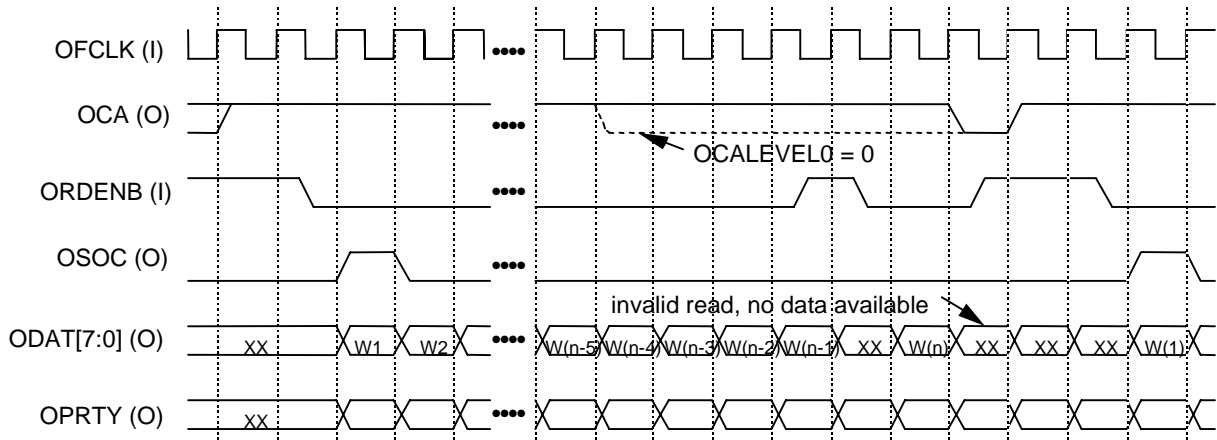 OFCLK (I)
OCA (O)
OCALEVEL0 = 0
ORDENB (I)
OSOC (O)
invalid read, no data available
ODAT[7:0] (O) XX W1 W2 W(n-5) W(n-4) W(n-3) W(n-2) W(n-1) XX W(n) XX XX XX W(1)
OPRTY (O) XX